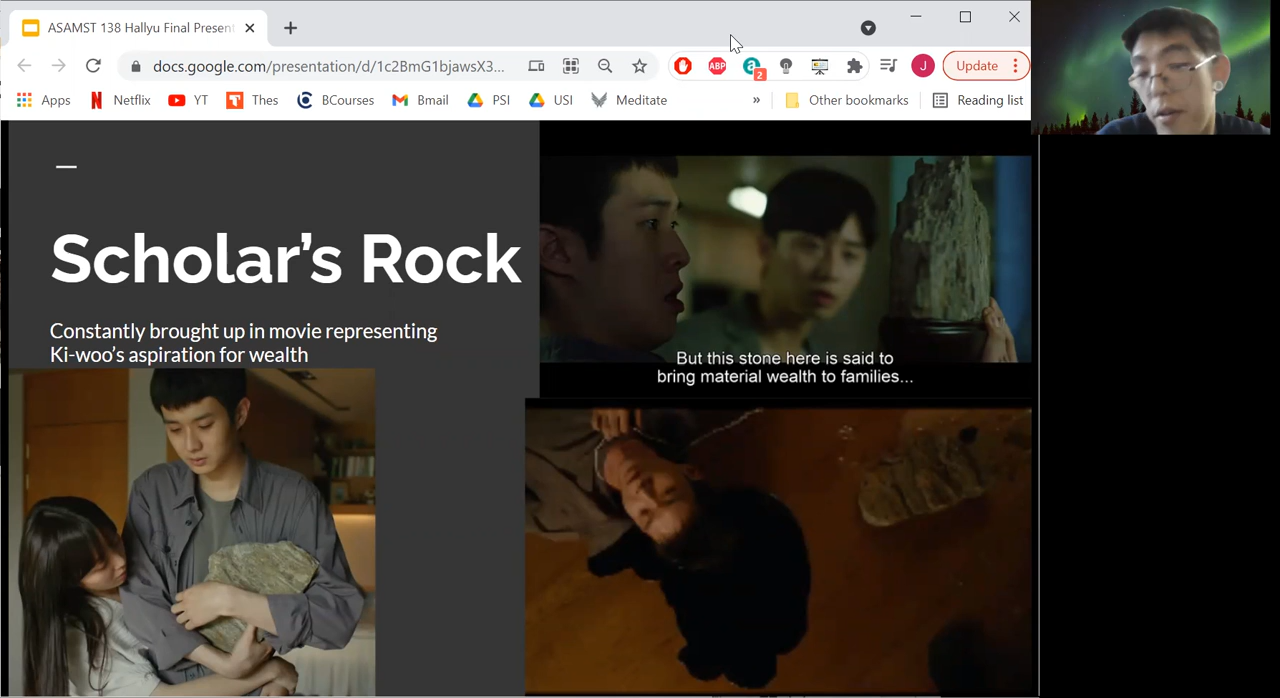 ASAMST 138 Hallyu Final Present
docs.google.com/presentation/d/1c2BmG1bjawsX3...
ABP
a
2
J
Update
Apps
Netflix
YT
Thes
BCourses
Bmail
PSI
USI
Meditate
»
Other bookmarks
Reading list
Scholar's Rock
Constantly brought up in movie representing
Ki-woo's aspiration for wealth
But this stone here is said to
bring material wealth to families...